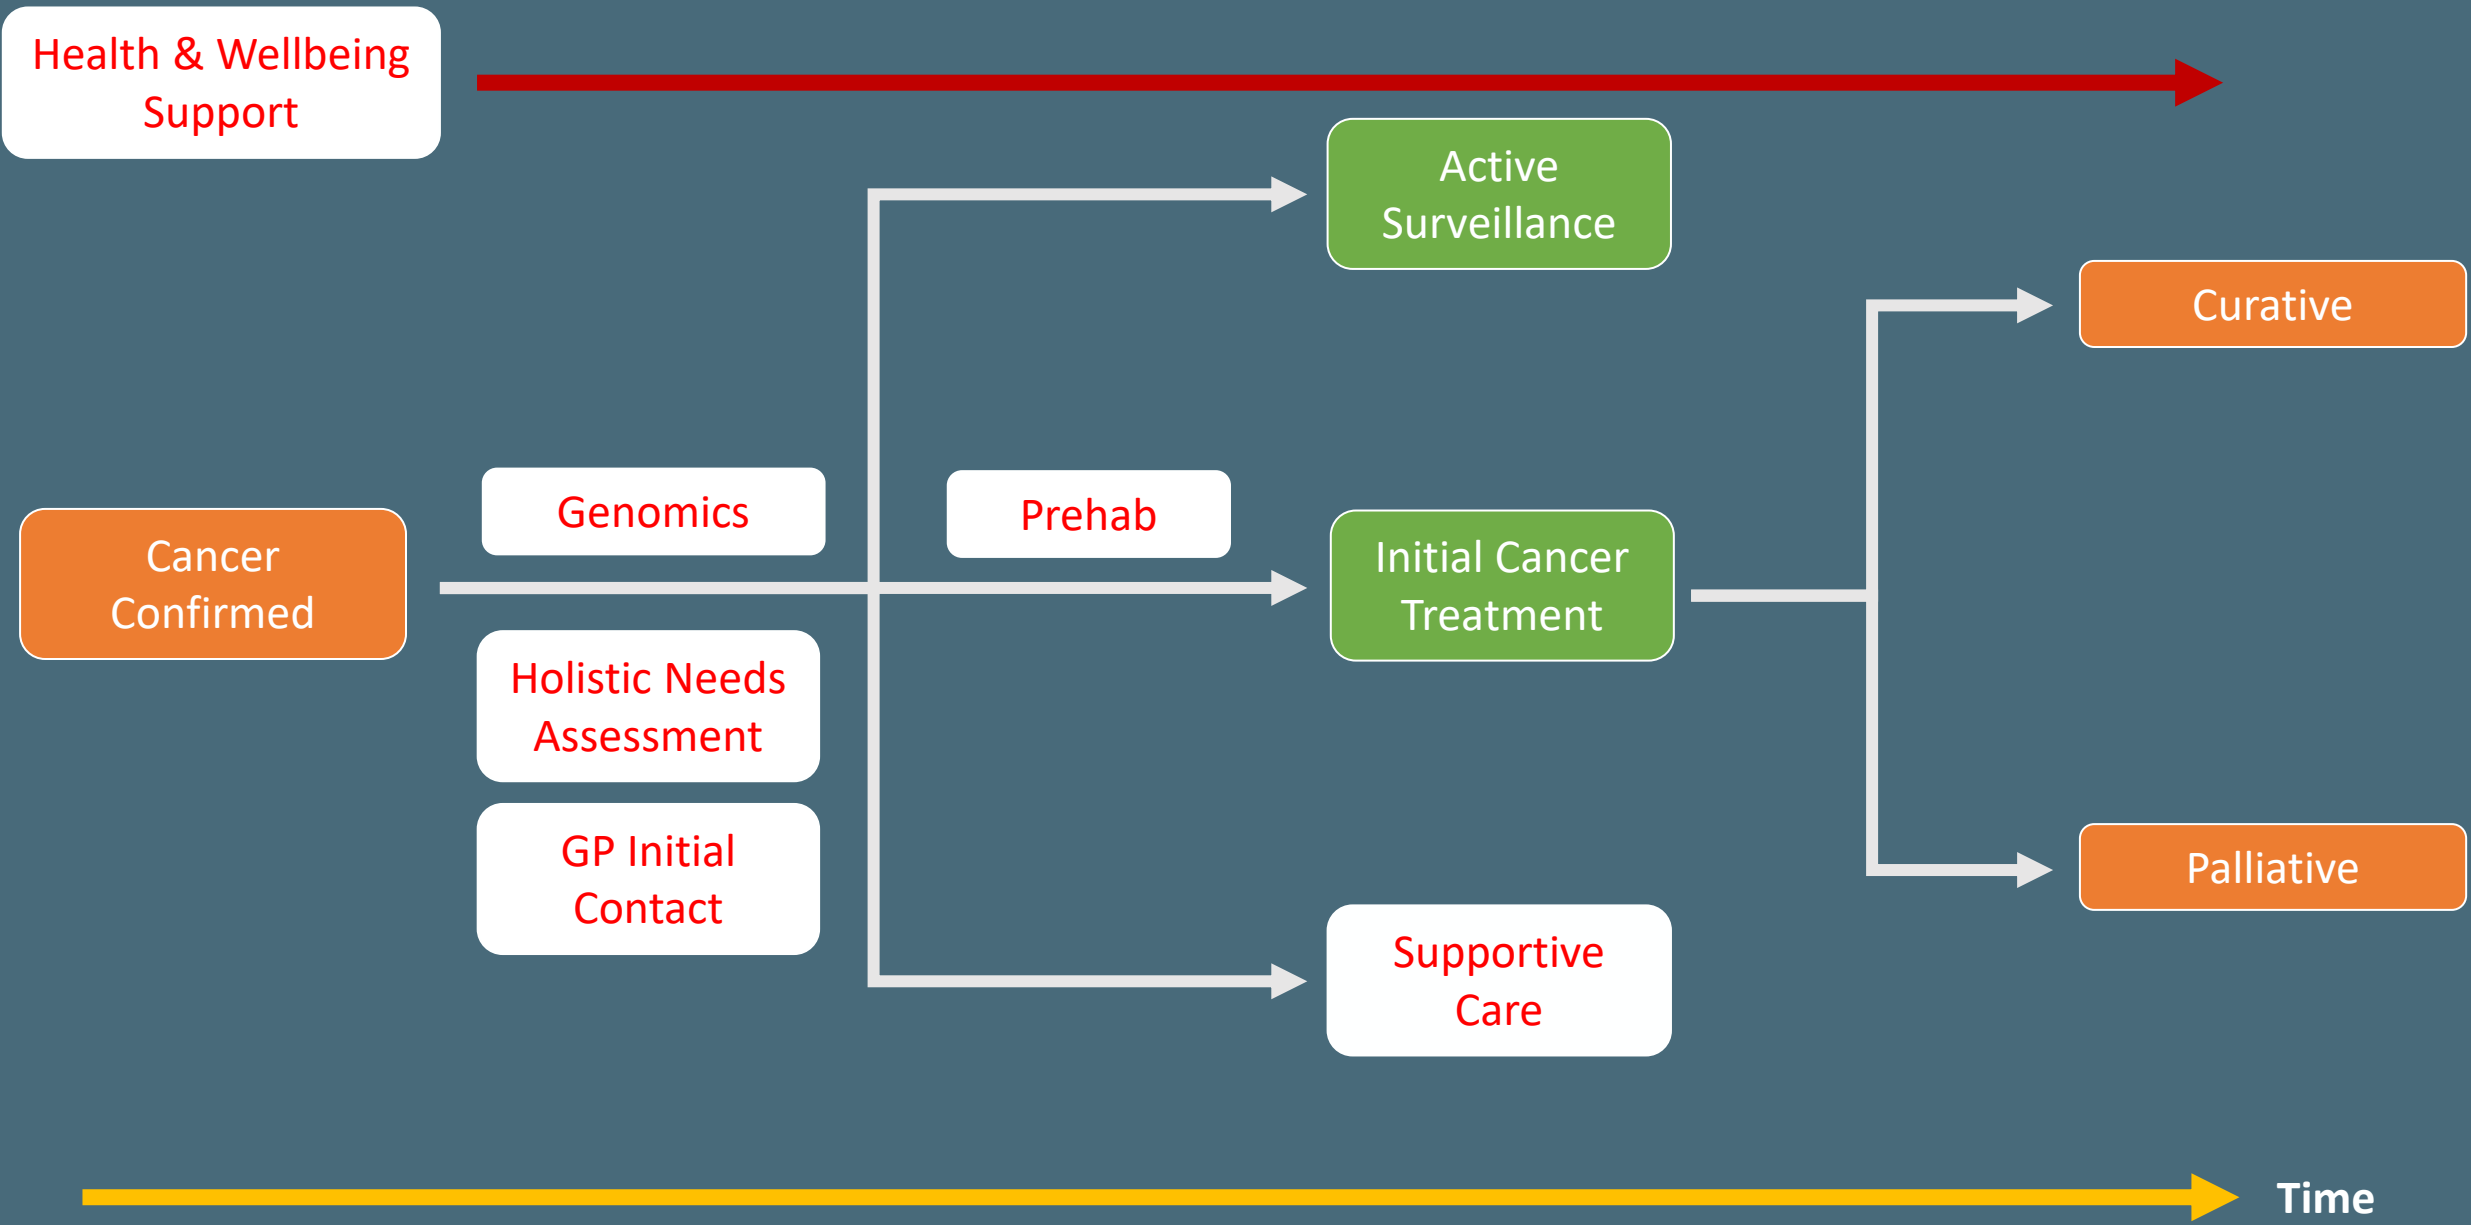 Health & Wellbeing
Support
Active
Surveillance
Curative
Genomics
Prehab
Cancer
Confirmed
Initial Cancer
Treatment
Holistic Needs
Assessment
GP Initial
Contact
Palliative
Supportive
Care
Time